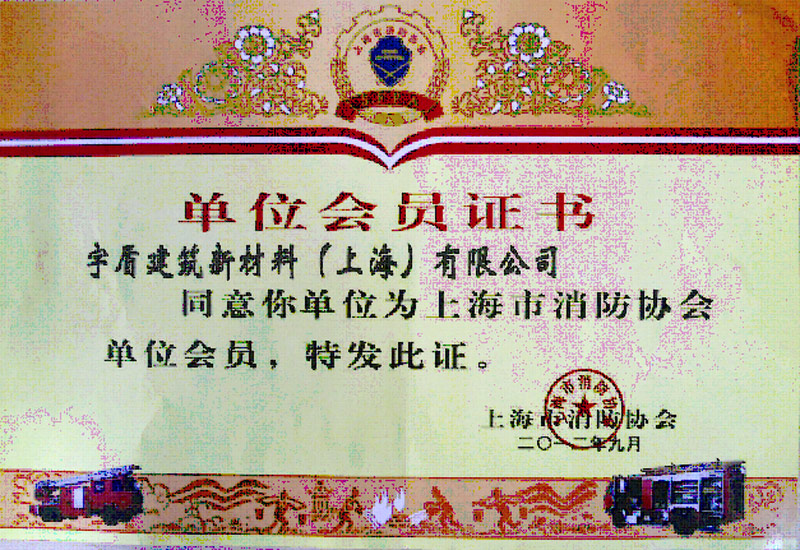 单位会员证书
宇盾建筑新材料（上海）有限公司
同意你单位为上海市消防协会
单位会员，特发此证。
上海市消防协会
二〇一二年九月